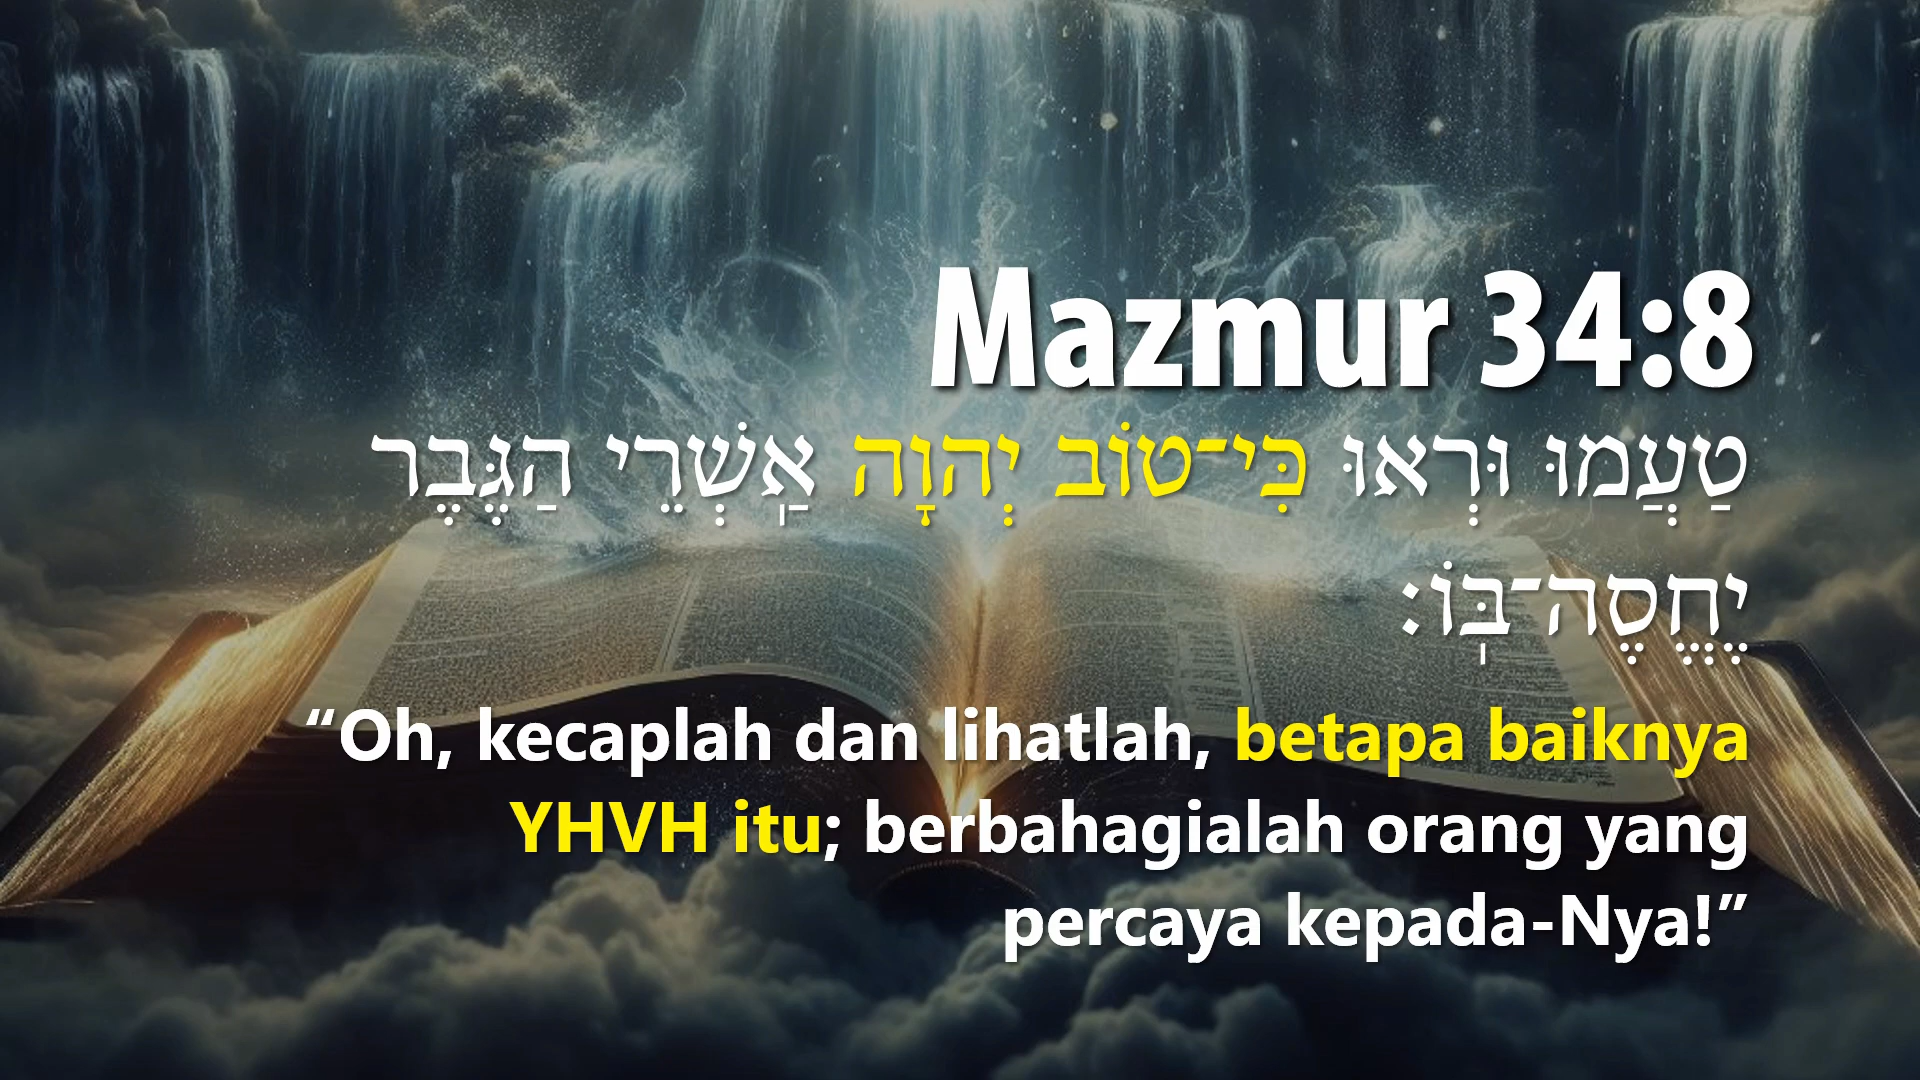 Mazmur 34:8
טַעֲמוּ וּרְאוּ כִּי־טוֹב יְהוָה אַשְׁרֵי הַגֶּבֶר
יֶחֱסֶה־בּוֹ׃
“Oh, kecaplah dan lihatlah, betapa baiknya
YHVH itu; berbahagialah orang yang
percaya kepada-Nya!”